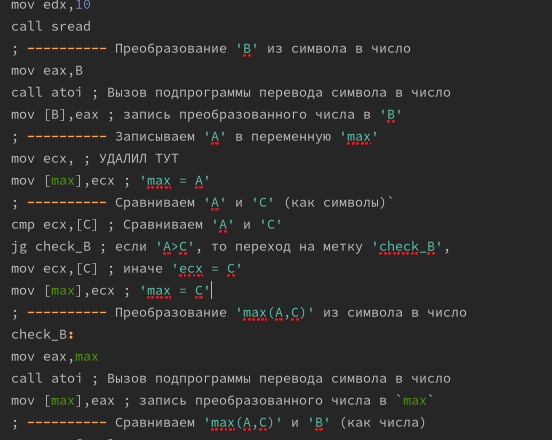 mov edx,10
call sread
; ---------- Преобразование 'B' из символа в число
mov eax,B
call atoi ; Вызов подпрограммы перевода символа в число
mov [B],eax ; запись преобразованного числа в 'B'
; ---------- Записываем 'A' в переменную 'max'
mov ecx, ; УДАЛИЛ ТУТ
mov [max],ecx ; 'max = A'
; ---------- Сравниваем 'A' и 'C' (как символы)`
cmp ecx,[C] ; Сравниваем 'A' и 'C'
jg check_B ; если 'A>C', то переход на метку 'check_B',
mov ecx,[C] ; иначе 'ecx = C'
mov [max],ecx ; 'max = C'
; ---------- Преобразование 'max(A,C)' из символа в число
check_B:
mov eax,max
call atoi ; Вызов подпрограммы перевода символа в число
mov [max],eax ; запись преобразованного числа в `max`
; ---------- Сравниваем 'max(A,C)' и 'B' (как числа)